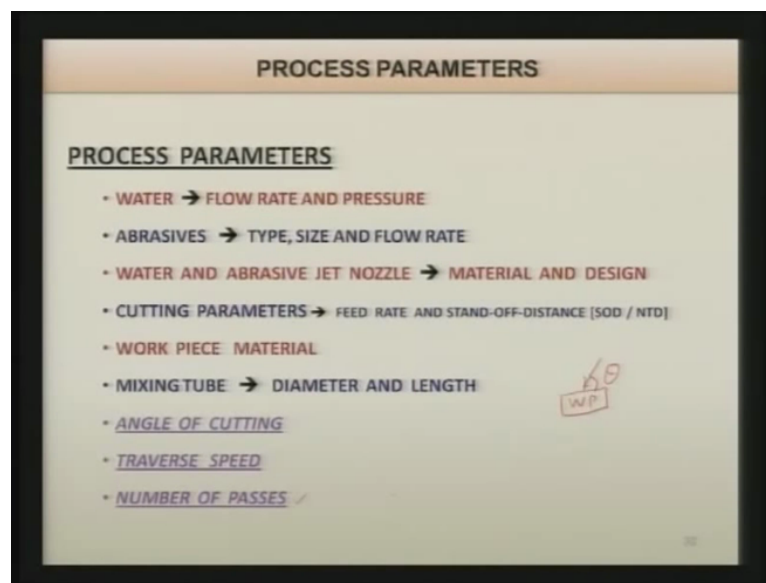 PROCESS PARAMETERS
PROCESS PARAMETERS
• WATER ➔ FLOW RATE AND PRESSURE
• ABRASIVES ➔ TYPE, SIZE AND FLOW RATE
• WATER AND ABRASIVE JET NOZZLE ➔ MATERIAL AND DESIGN
• CUTTING PARAMETERS ➔ FEED RATE AND STAND-OFF-DISTANCE [SOD / NTD]
• WORK PIECE MATERIAL
• MIXING TUBE ➔ DIAMETER AND LENGTH
θ
WP
• ANGLE OF CUTTING
• TRAVERSE SPEED
• NUMBER OF PASSES